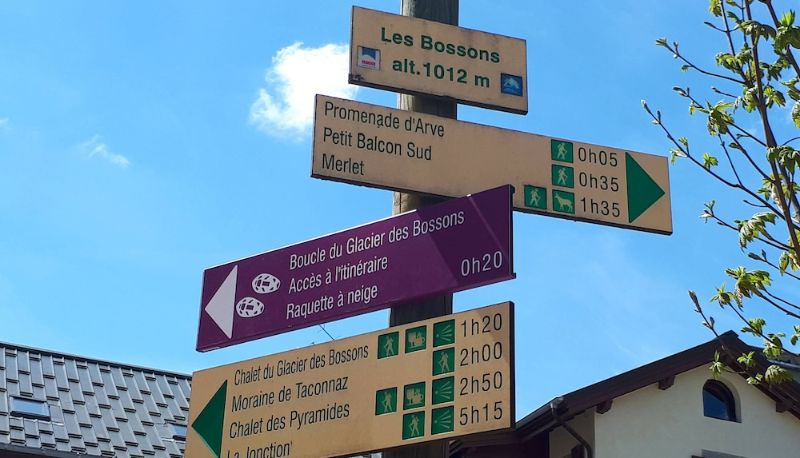 Les Bossons
alt.1012 m
Promenade d'Arve 0h05
Petit Balcon Sud 0h35
Merlet 1h35
Boucle du Glacier des Bossons
Accès à l'itinéraire
Raquette à neige 0h20
Chalet du Glacier des Bossons 1h20
Moraine de Taconnaz 2h00
Chalet des Pyramides 2h50
La Jonction 5h15